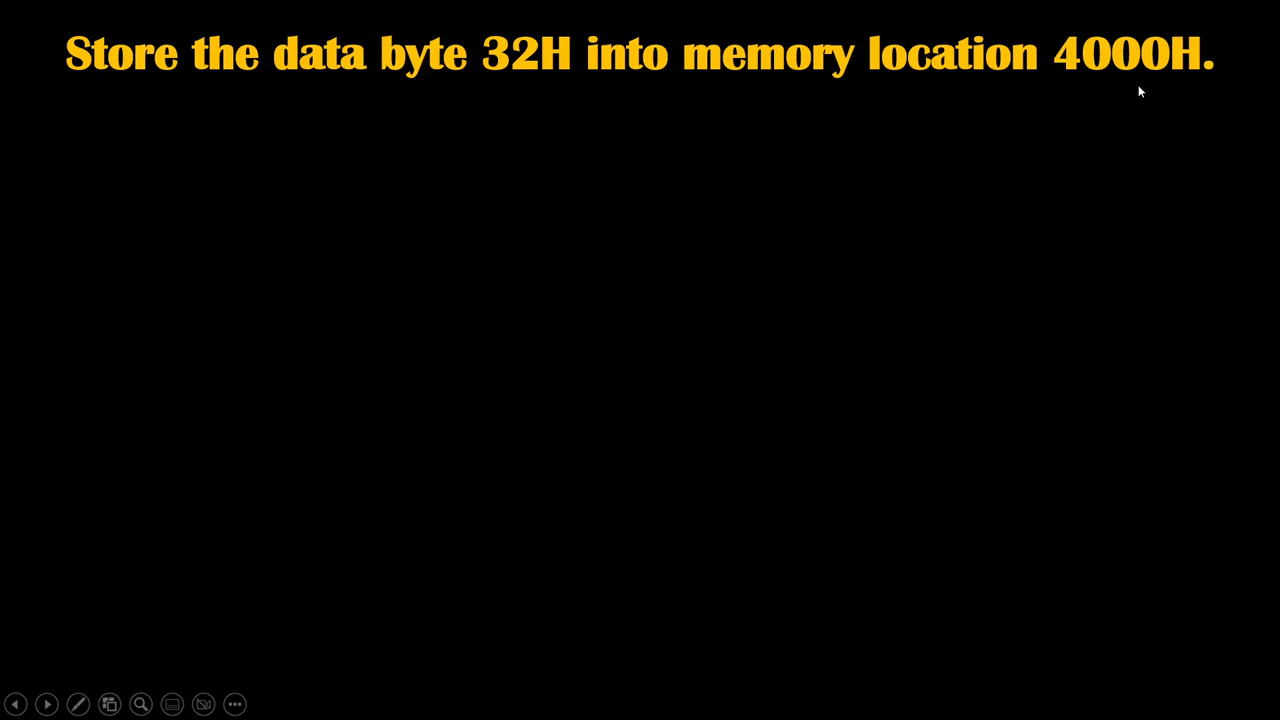 Store the data byte 32H into memory location 4000H.